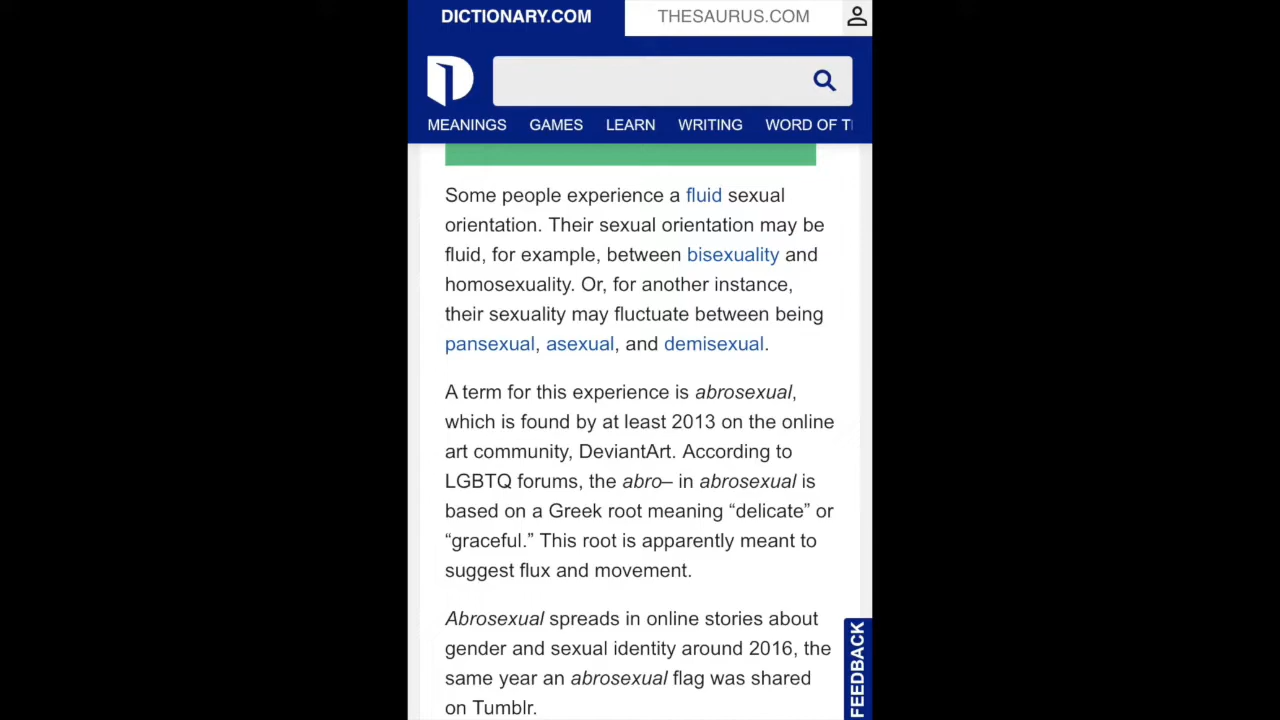 DICTIONARY.COM THESAURUS.COM
MEANINGS GAMES LEARN WRITING WORD OF T
Some people experience a fluid sexual
orientation. Their sexual orientation may be
fluid, for example, between bisexuality and
homosexuality. Or, for another instance,
their sexuality may fluctuate between being
pansexual, asexual, and demisexual.
A term for this experience is abrosexual,
which is found by at least 2013 on the online
art community, DeviantArt. According to
LGBTQ forums, the abro– in abrosexual is
based on a Greek root meaning “delicate” or
“graceful.” This root is apparently meant to
suggest flux and movement.
Abrosexual spreads in online stories about
gender and sexual identity around 2016, the
same year an abrosexual flag was shared
on Tumblr.
FEEDBACK